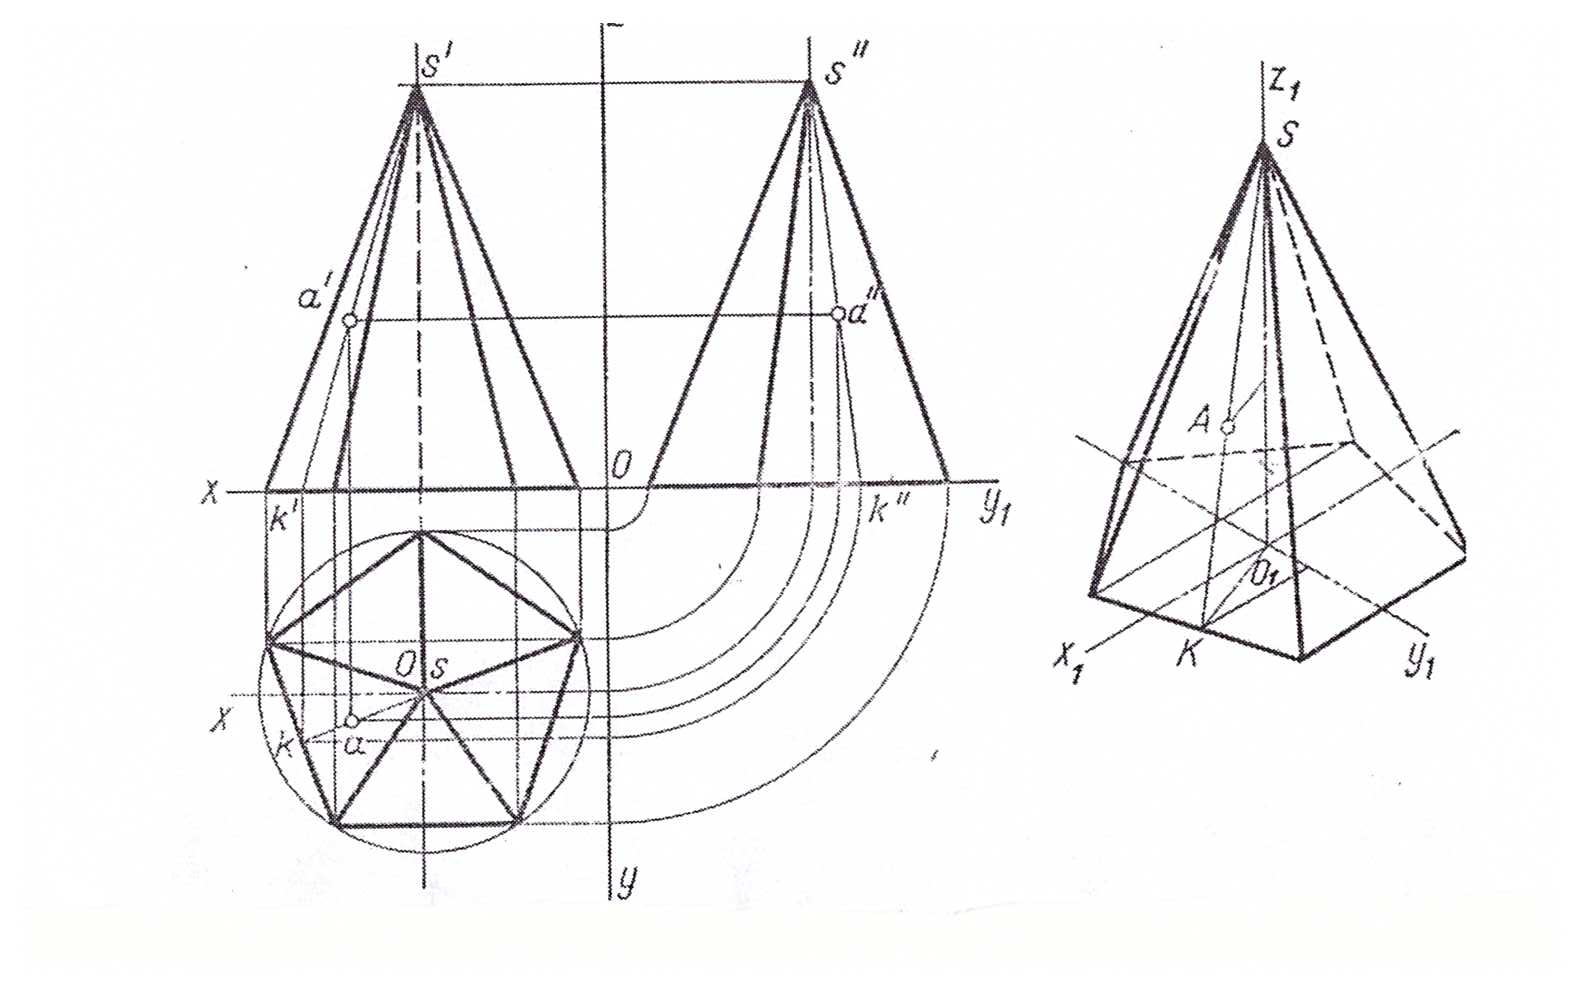 s' s''
z₁
S
a' a''
A
x O
k' k'' y₁
O₁
O s
x₁ K y₁
x
k a
y